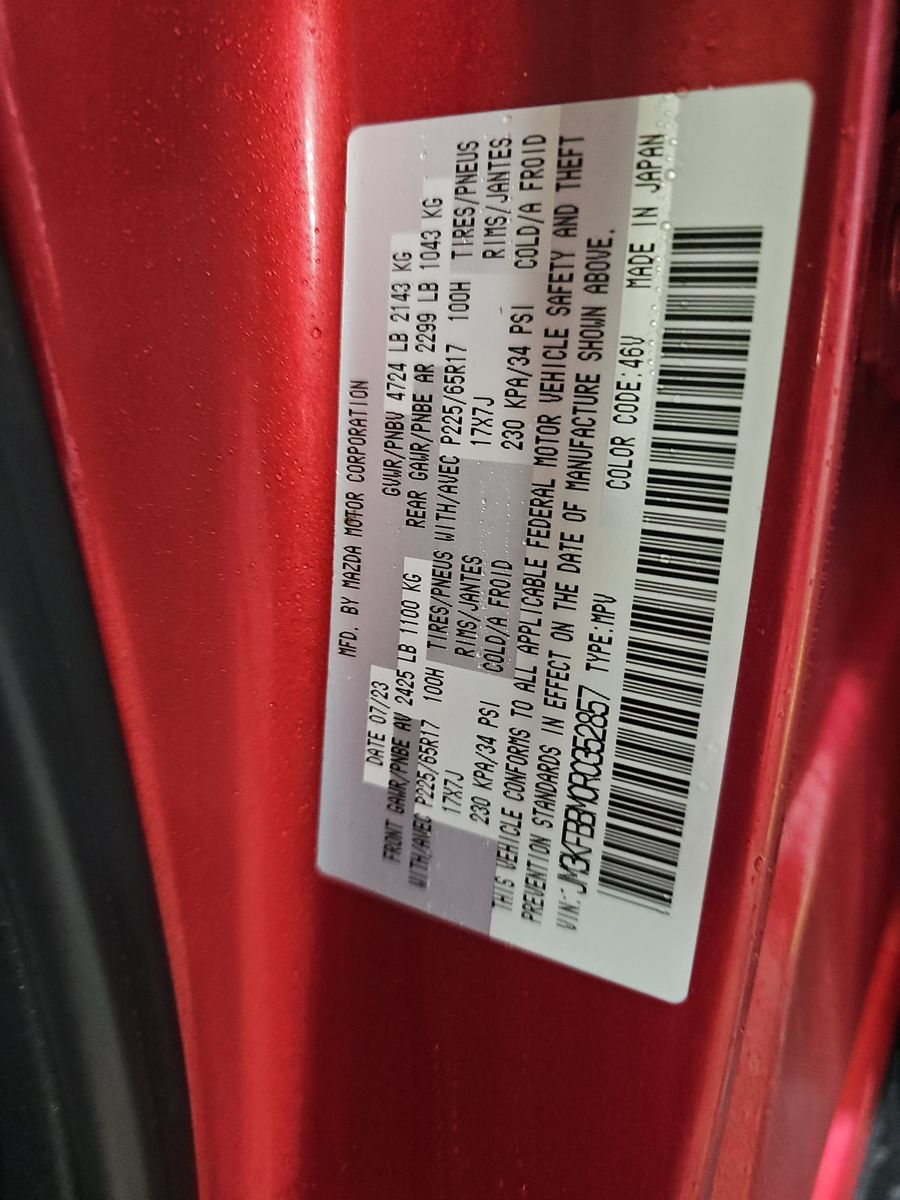 MFD. BY MAZDA MOTOR CORPORATION
DATE 07/23 GVWR/PNBV 4724 LB 2143 KG
FRONT GAWR/PNBE AV 2425 LB 1100 KG REAR GAWR/PNBE AR 2299 LB 1043 KG
WITH/AVEC P225/65R17 100H TIRES/PNEUS WITH/AVEC P225/65R17 100H TIRES/PNEUS
17X7J RIMS/JANTES 17X7J RIMS/JANTES
230 KPA/34 PSI COLD/A FROID 230 KPA/34 PSI COLD/A FROID
THIS VEHICLE CONFORMS TO ALL APPLICABLE FEDERAL MOTOR VEHICLE SAFETY AND THEFT
PREVENTION STANDARDS IN EFFECT ON THE DATE OF MANUFACTURE SHOWN ABOVE.
VIN: JM3KFBBM0R0352857 TYPE:MPV COLOR CODE:46V MADE IN JAPAN